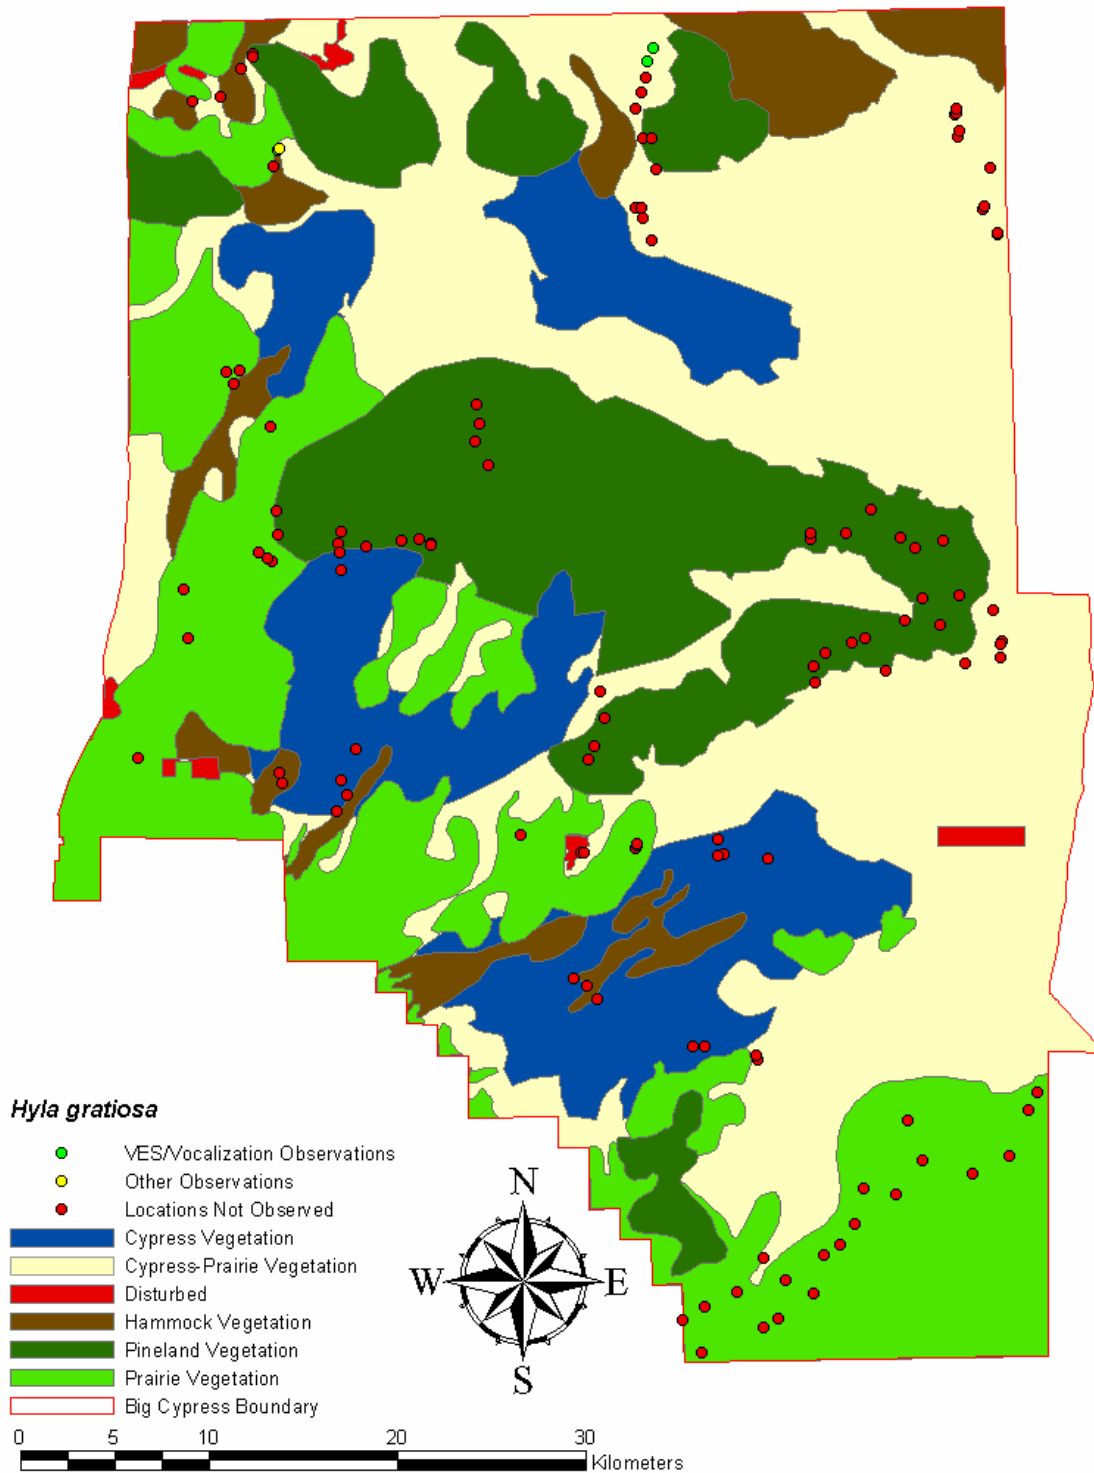 Hyla gratiosa
VES/Vocalization Observations
Other Observations
Locations Not Observed
Cypress Vegetation
Cypress-Prairie Vegetation
Disturbed
Hammock Vegetation
Pineland Vegetation
Prairie Vegetation
Big Cypress Boundary
N
W E
S
0 5 10 20 30
Kilometers